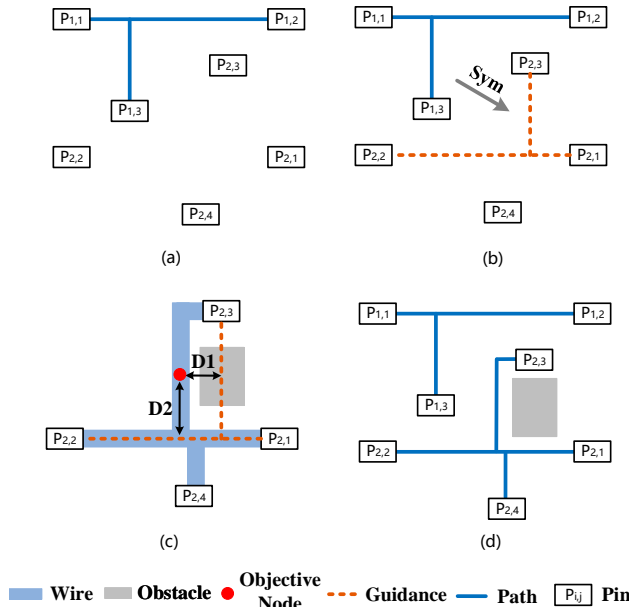 P1,1 P1,2
P2,3
P1,3
P2,2 P2,1
P2,4
(a)
P1,1 P1,2
P2,3
Sym
P1,3
P2,2 P2,1
P2,4
(b)
P2,3
D1
D2
P2,2 P2,1
P2,4
(c)
P1,1 P1,2
P2,3
P1,3
P2,2 P2,1
P2,4
(d)
Wire Obstacle Objective Node Guidance Path Pi,j Pin